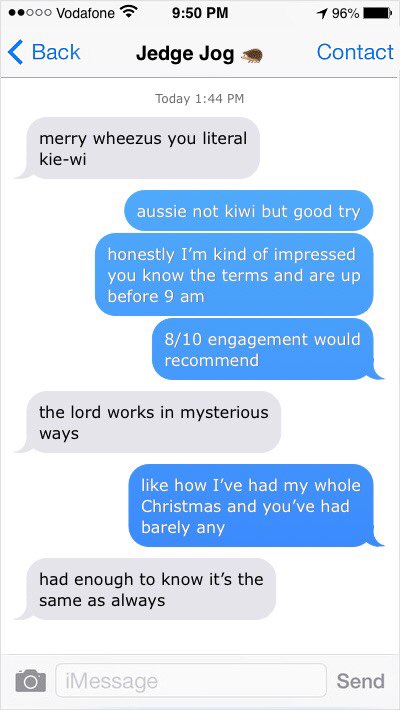 Vodafone 9:50 PM 96%
Back Jedge Jog 🦔 Contact
Today 1:44 PM
merry wheezus you literal
kie-wi
aussie not kiwi but good try
honestly I'm kind of impressed
you know the terms and are up
before 9 am
8/10 engagement would
recommend
the lord works in mysterious
ways
like how I've had my whole
Christmas and you've had
barely any
had enough to know it's the
same as always
iMessage Send